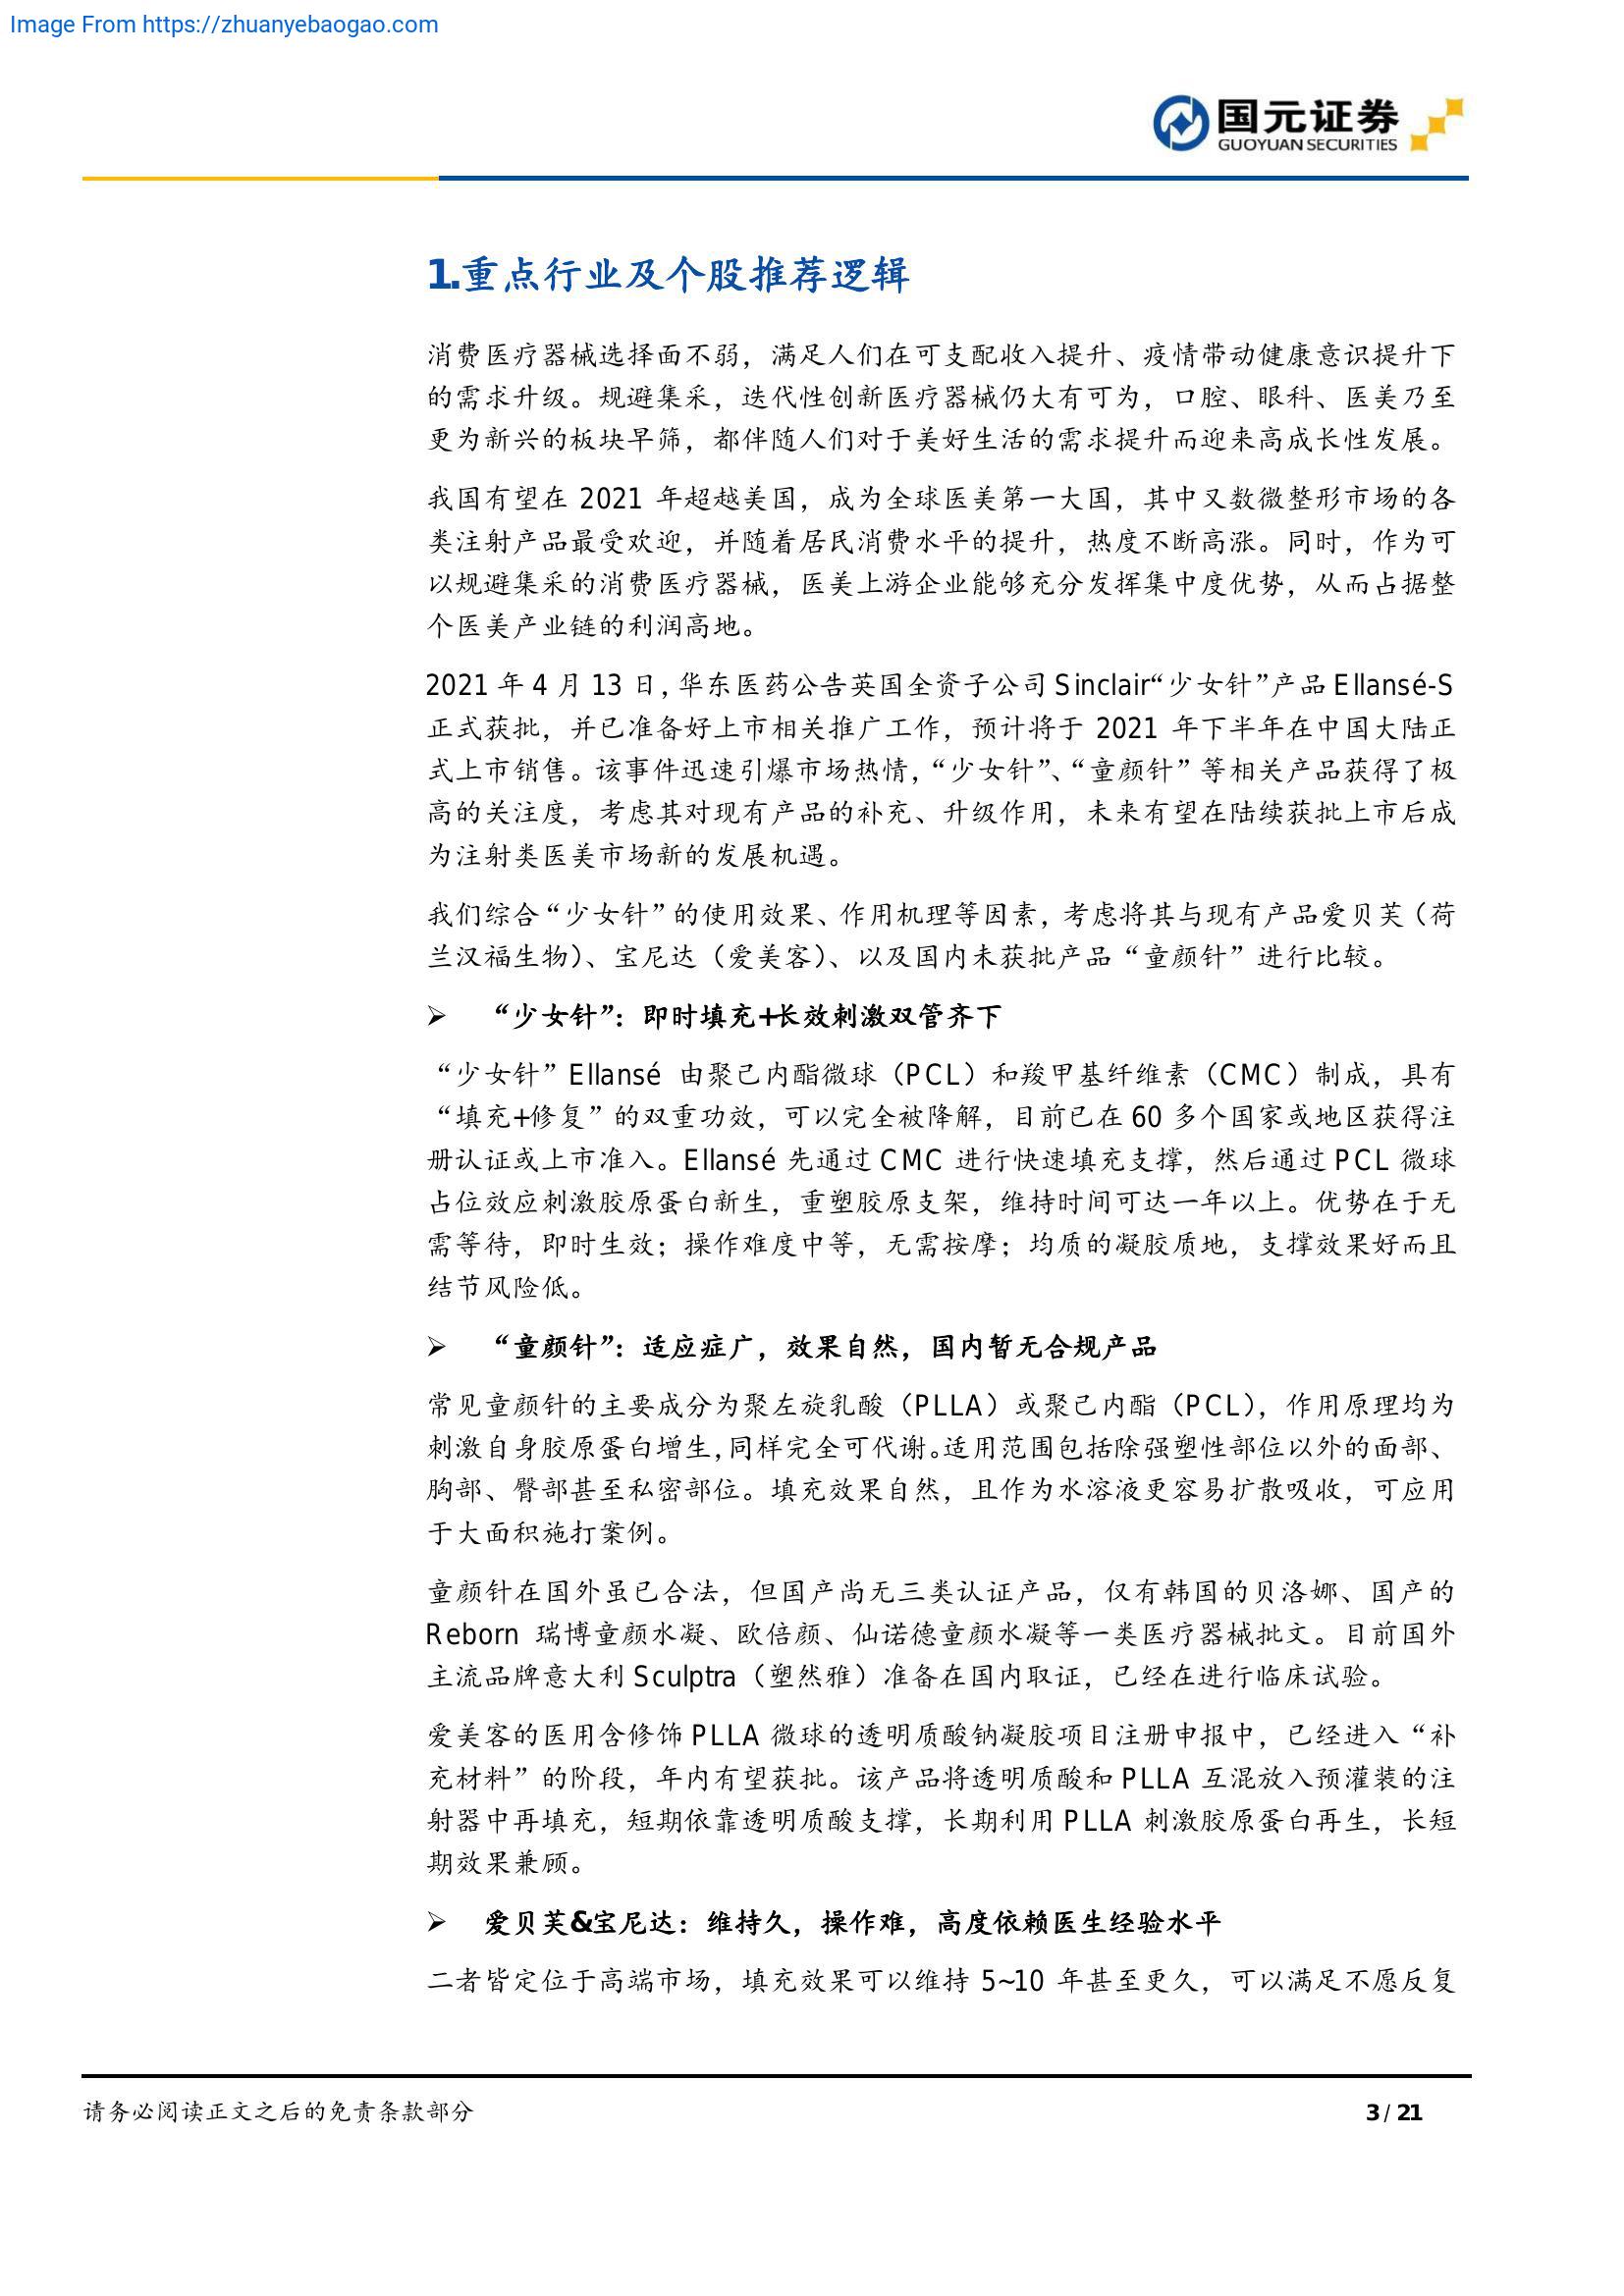 Image From https://zhuanyebaogao.com
国元证券
GUOYUAN SECURITIES
1.重点行业及个股推荐逻辑
消费医疗器械选择面不弱，满足人们在可支配收入提升、疫情带动健康意识提升下
的需求升级。规避集采，迭代性创新医疗器械仍大有可为，口腔、眼科、医美乃至
更为新兴的板块早筛，都伴随人们对于美好生活的需求提升而迎来高成长性发展。
我国有望在 2021 年超越美国，成为全球医美第一大国，其中又数微整形市场的各
类注射产品最受欢迎，并随着居民消费水平的提升，热度不断高涨。同时，作为可
以规避集采的消费医疗器械，医美上游企业能够充分发挥集中度优势，从而占据整
个医美产业链的利润高地。
2021 年 4 月 13 日，华东医药公告英国全资子公司 Sinclair“少女针”产品 Ellansé-S
正式获批，并已准备好上市相关推广工作，预计将于 2021 年下半年在中国大陆正
式上市销售。该事件迅速引爆市场热情，“少女针”、“童颜针”等相关产品获得了极
高的关注度，考虑其对现有产品的补充、升级作用，未来有望在陆续获批上市后成
为注射类医美市场新的发展机遇。
我们综合“少女针”的使用效果、作用机理等因素，考虑将其与现有产品爱贝芙（荷
兰汉福生物）、宝尼达（爱美客）、以及国内未获批产品“童颜针”进行比较。
➢ “少女针”：即时填充+长效刺激双管齐下
“少女针”Ellansé 由聚己内酯微球（PCL）和羧甲基纤维素（CMC）制成，具有
“填充+修复”的双重功效，可以完全被降解，目前已在 60 多个国家或地区获得注
册认证或上市准入。Ellansé 先通过 CMC 进行快速填充支撑，然后通过 PCL 微球
占位效应刺激胶原蛋白新生，重塑胶原支架，维持时间可达一年以上。优势在于无
需等待，即时生效；操作难度中等，无需按摩；均质的凝胶质地，支撑效果好而且
结节风险低。
➢ “童颜针”：适应症广，效果自然，国内暂无合规产品
常见童颜针的主要成分为聚左旋乳酸（PLLA）或聚己内酯（PCL），作用原理均为
刺激自身胶原蛋白增生，同样完全可代谢。适用范围包括除强塑性部位以外的面部、
胸部、臀部甚至私密部位。填充效果自然，且作为水溶液更容易扩散吸收，可应用
于大面积施打案例。
童颜针在国外虽已合法，但国产尚无三类认证产品，仅有韩国的贝洛娜、国产的
Reborn 瑞博童颜水凝、欧倍颜、仙诺德童颜水凝等一类医疗器械批文。目前国外
主流品牌意大利 Sculptra（塑然雅）准备在国内取证，已经在进行临床试验。
爱美客的医用含修饰 PLLA 微球的透明质酸钠凝胶项目注册申报中，已经进入“补
充材料”的阶段，年内有望获批。该产品将透明质酸和 PLLA 互混放入预灌装的注
射器中再填充，短期依靠透明质酸支撑，长期利用 PLLA 刺激胶原蛋白再生，长短
期效果兼顾。
➢ 爱贝芙&宝尼达：维持久，操作难，高度依赖医生经验水平
二者皆定位于高端市场，填充效果可以维持 5~10 年甚至更久，可以满足不愿反复
请务必阅读正文之后的免责条款部分
3 / 21